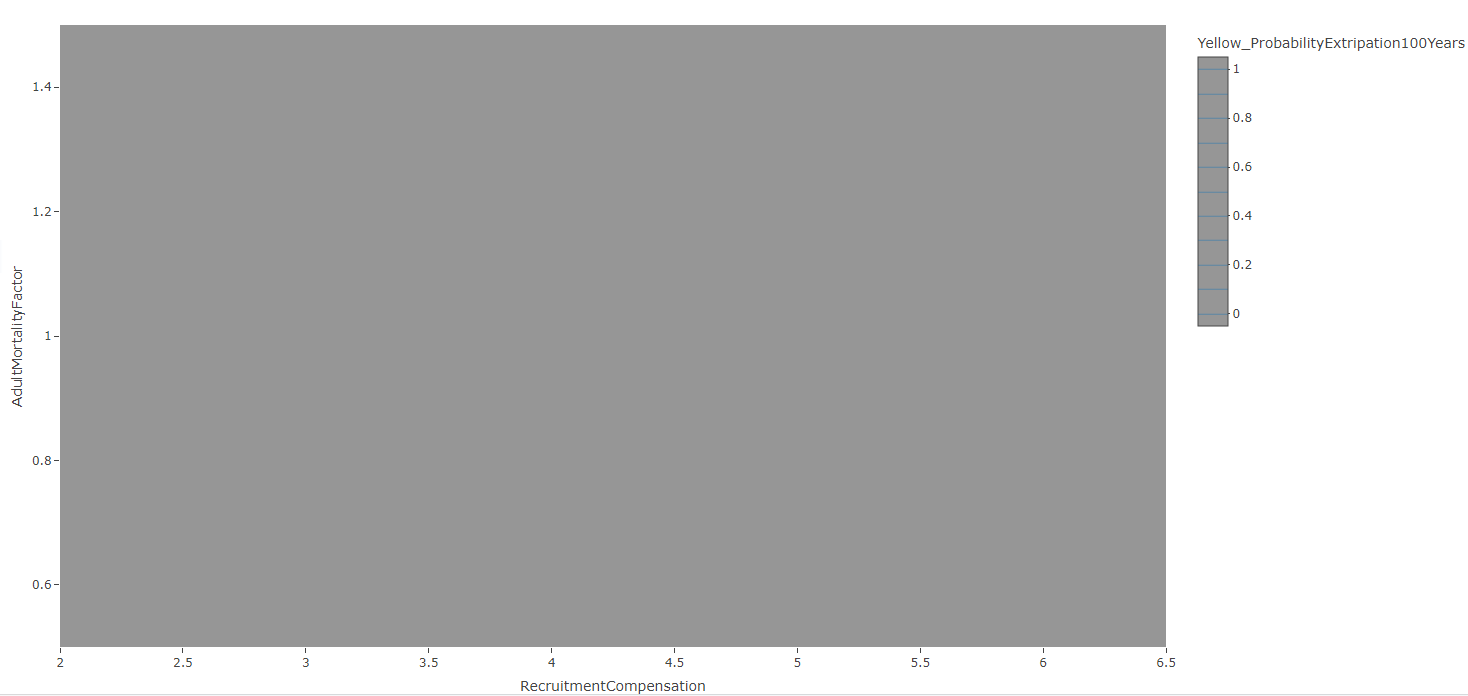 Yellow_ProbabilityExtripation100Years
1
0.8
0.6
0.4
0.2
0
1.4
1.2
1
0.8
0.6
AdultMortalityFactor
2 2.5 3 3.5 4 4.5 5 5.5 6 6.5
RecruitmentCompensation